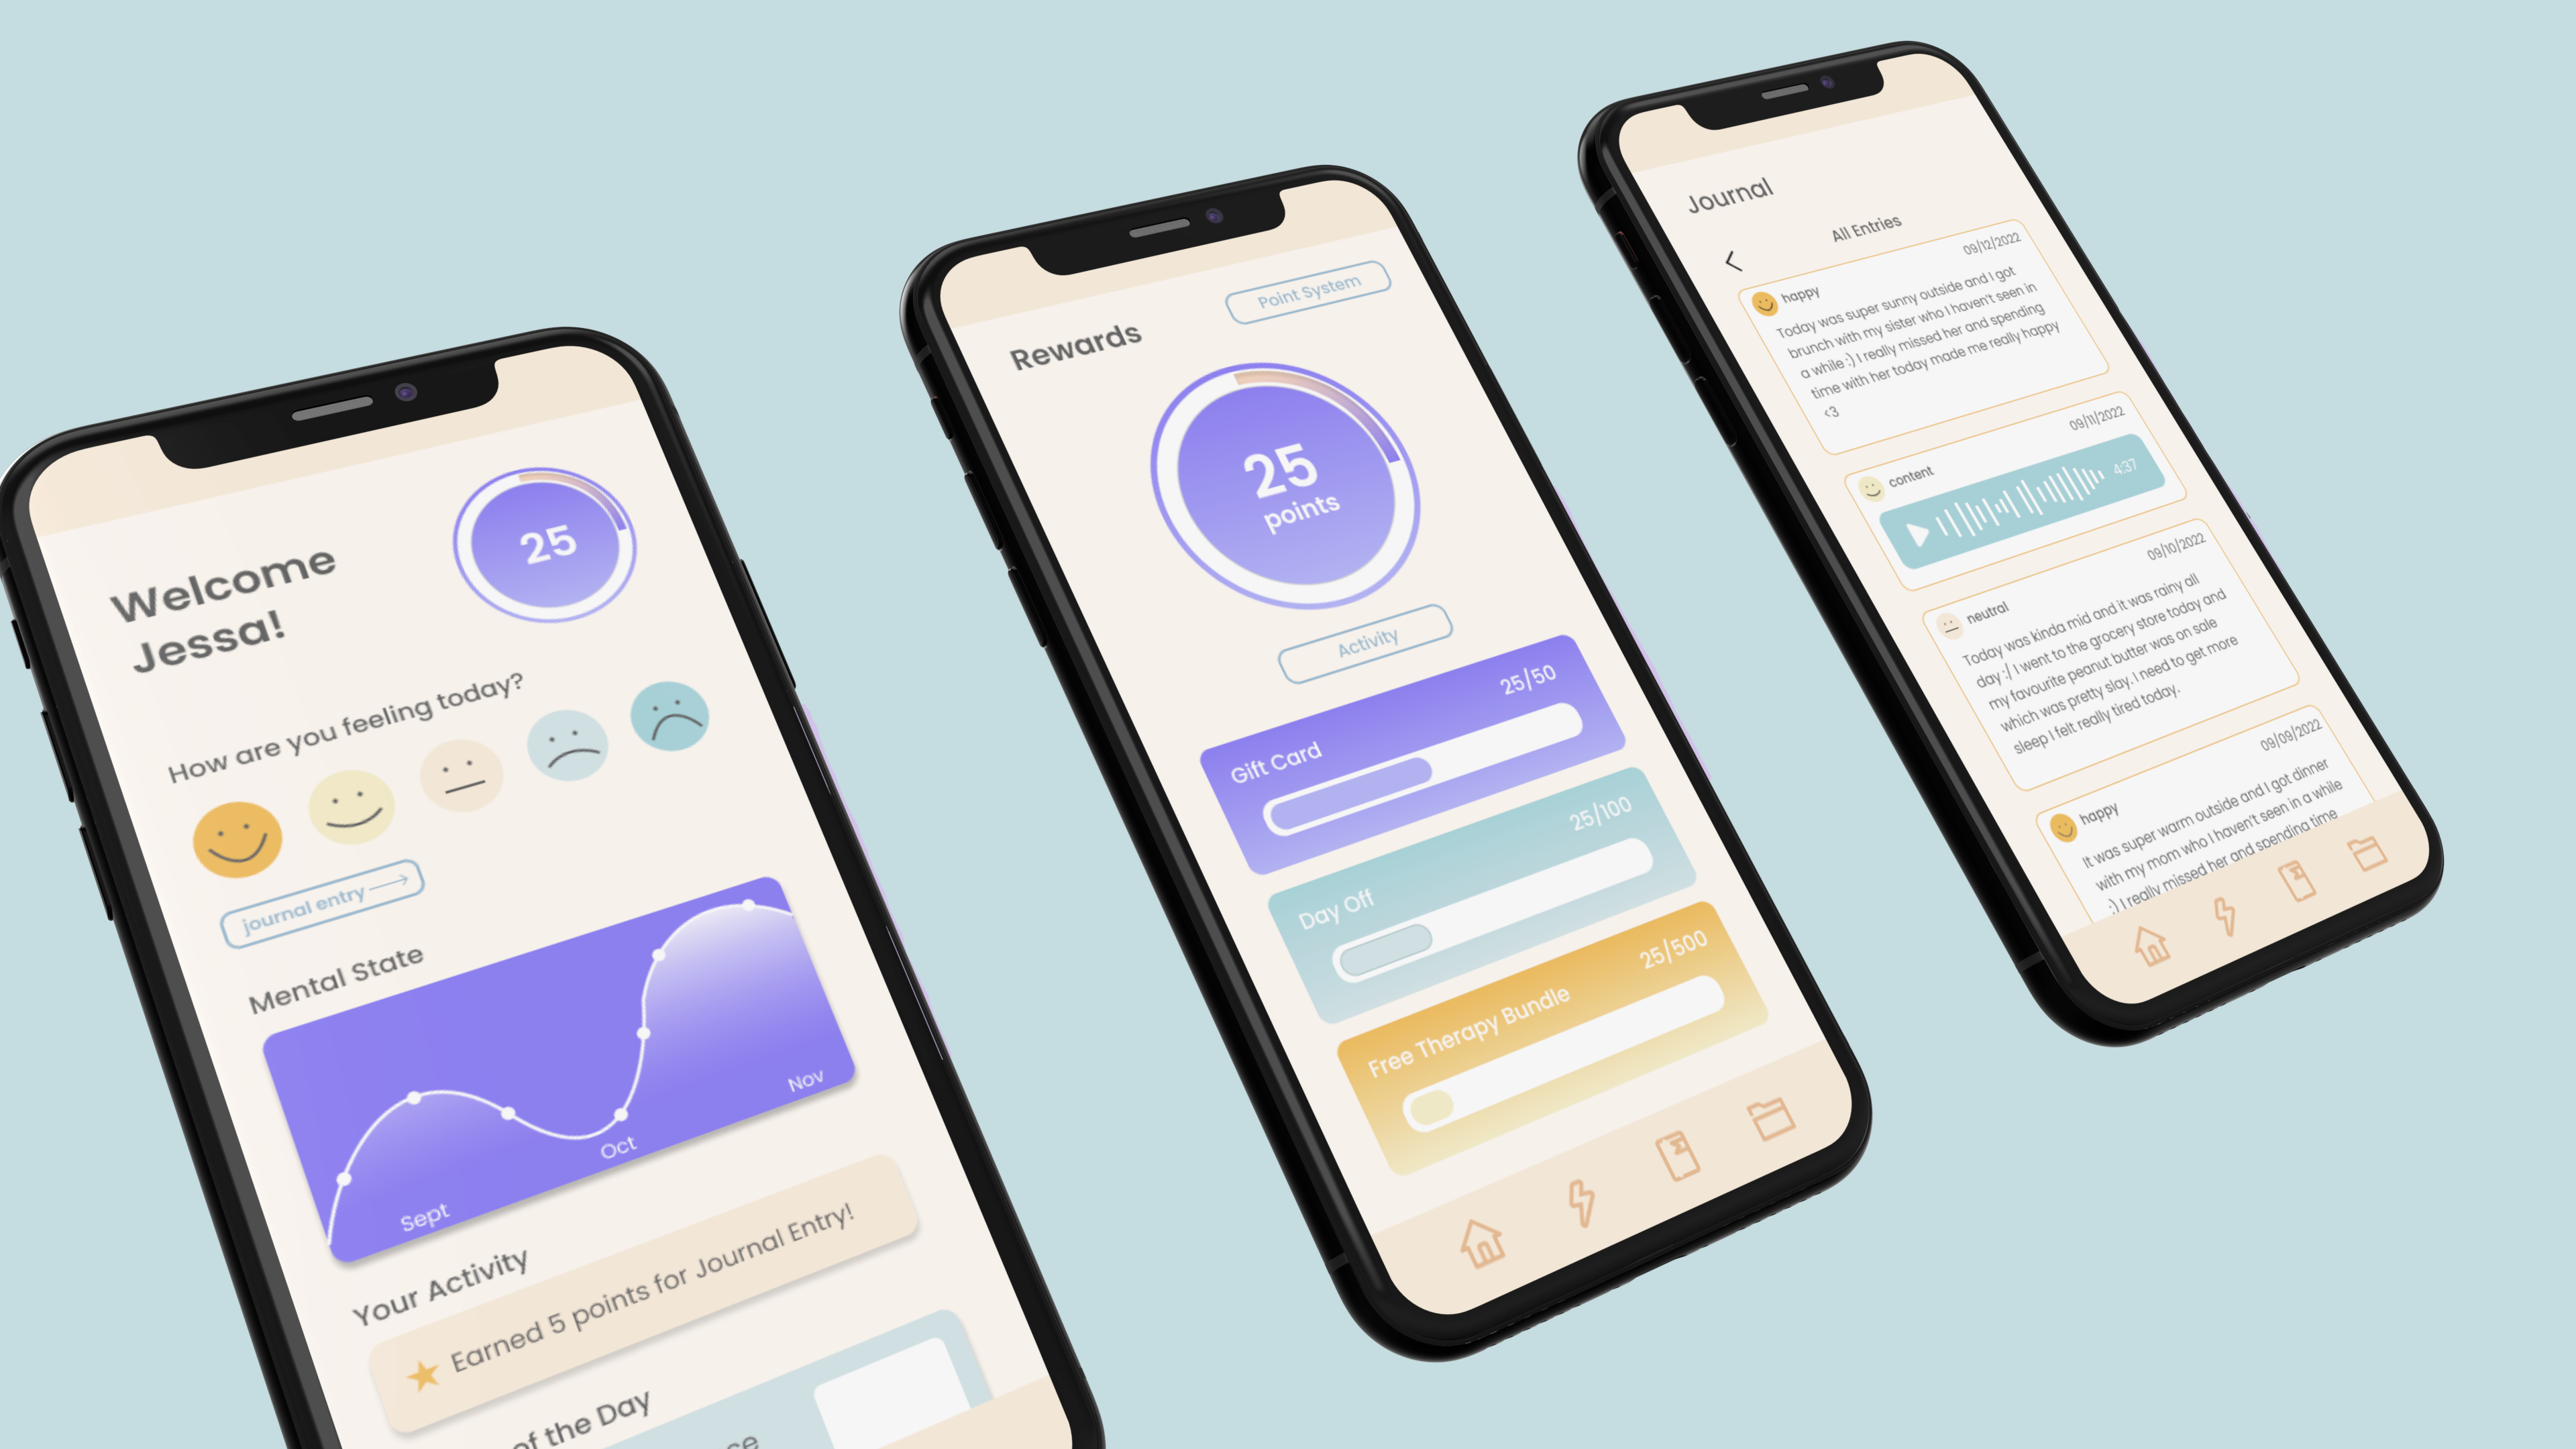 Welcome
Jessa!
25
How are you feeling today?
journal entry
Mental State
Sept
Oct
Nov
Your Activity
Earned 5 points for Journal Entry!
of the Day
Point System
Rewards
25
points
Activity
Gift Card
25/50
Day Off
25/100
Free Therapy Bundle
25/500
Journal
All Entries
09/12/2022
happy
Today was super sunny outside and I got
brunch with my sister who I haven't seen in
a while :) I really missed her and spending
time with her today made me really happy
<3
09/11/2022
content
4:37
09/10/2022
neutral
Today was kinda mid and it was rainy all
day :/ I went to the grocery store today and
my favourite peanut butter was on sale
which was pretty slay. I need to get more
sleep I felt really tired today.
09/09/2022
happy
It was super warm outside and I got dinner
with my mom who I haven't seen in a while
:) I really missed her and spending time